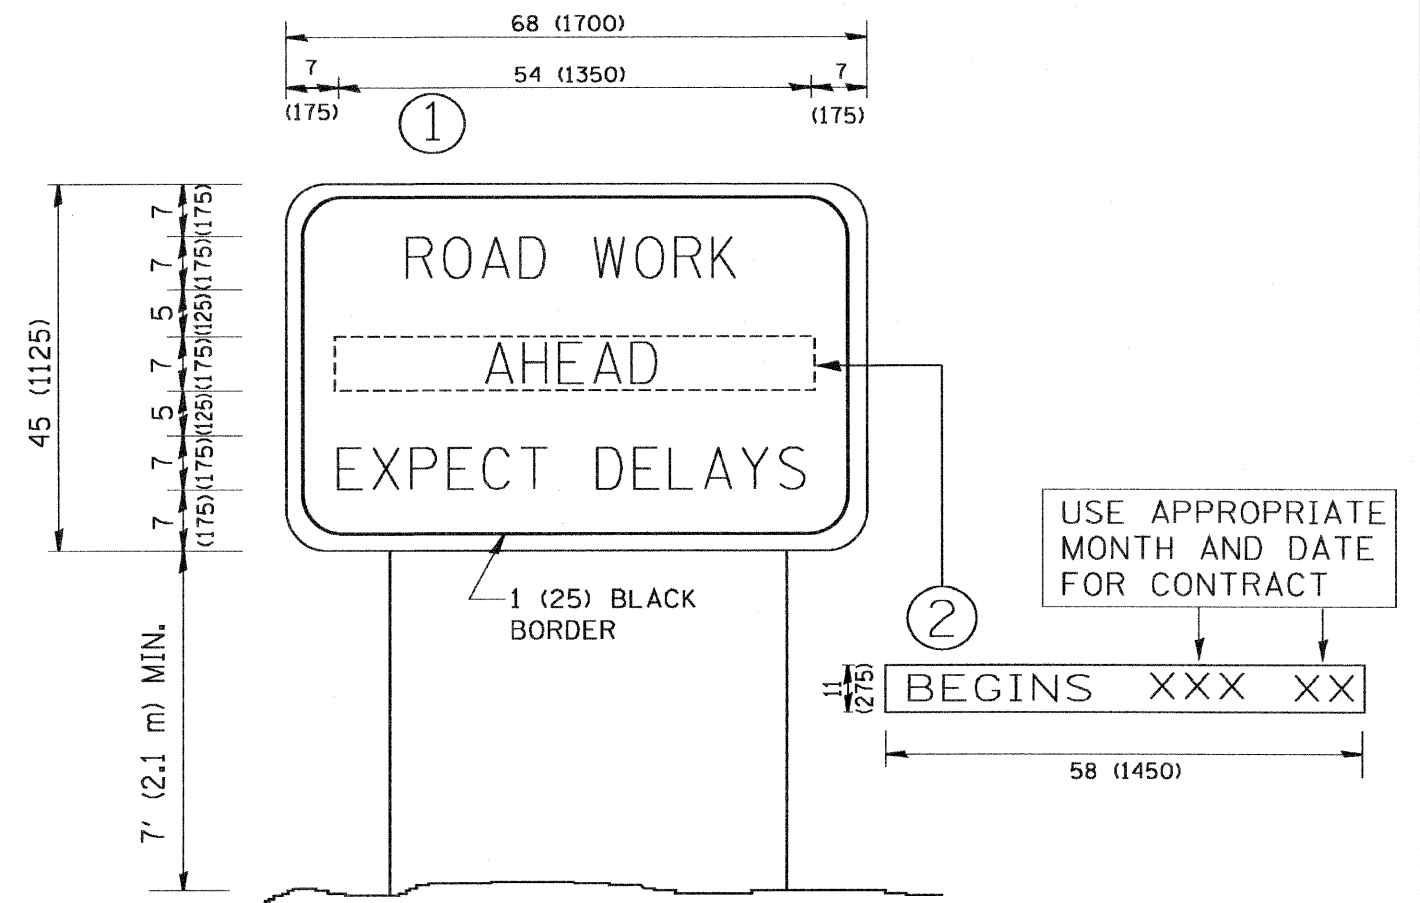 68 (1700)
7 54 (1350) 7
(175) (175)
1
7 (175)
7 (175)
5 (125)
7 (175)
5 (125)
7 (175)
7 (175)
45 (1125)
ROAD WORK
AHEAD
EXPECT DELAYS
1 (25) BLACK
BORDER
7' (2.1 m) MIN.
USE APPROPRIATE
MONTH AND DATE
FOR CONTRACT
2
11
(275)
BEGINS XXX XX
58 (1450)